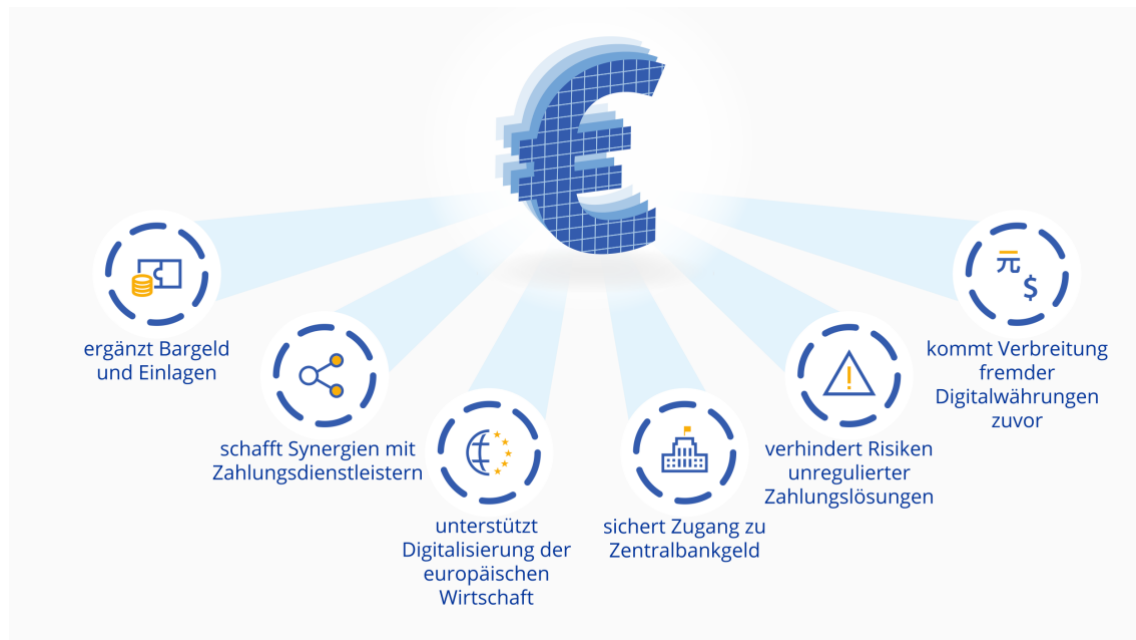 €
元
$
ergänzt Bargeld
und Einlagen
schafft Synergien mit
Zahlungsdienstleistern
unterstützt
Digitalisierung der
europäischen
Wirtschaft
sichert Zugang zu
Zentralbankgeld
!
verhindert Risiken
unregulierter
Zahlungslösungen
kommt Verbreitung
fremder
Digitalwährungen
zuvor